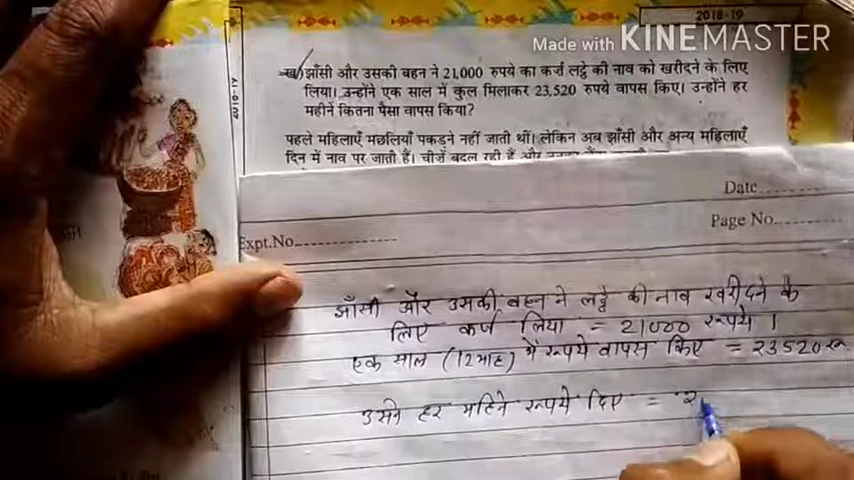 2018-19
Made with KINEMASTER
ख) झाँसी और उसकी बहन ने 21,000 रुपये का कर्ज़ लट्ठे की नाव को खरीदने के लिए
लिया। उन्होंने एक साल में कुल मिलाकर 23,520 रुपये वापस किए। उन्होंने हर
महीने कितना पैसा वापस किया?
पहले महिलाएँ मछलियाँ पकड़ने नहीं जाती थीं। लेकिन अब झाँसी और अन्य महिलाएँ
दिन में नाव पर जाती हैं। चीज़ें बदल रही हैं और
Date
Page No.
Expt.No.
झाँसी और उसकी बहन ने लट्ठे की नाव खरीदने के
लिए कर्ज लिया = 21000 रूपये।
एक साल (12माह) में रूपये वापस किए = 23520 रू
उसने हर महिने रूपये दिए = 2